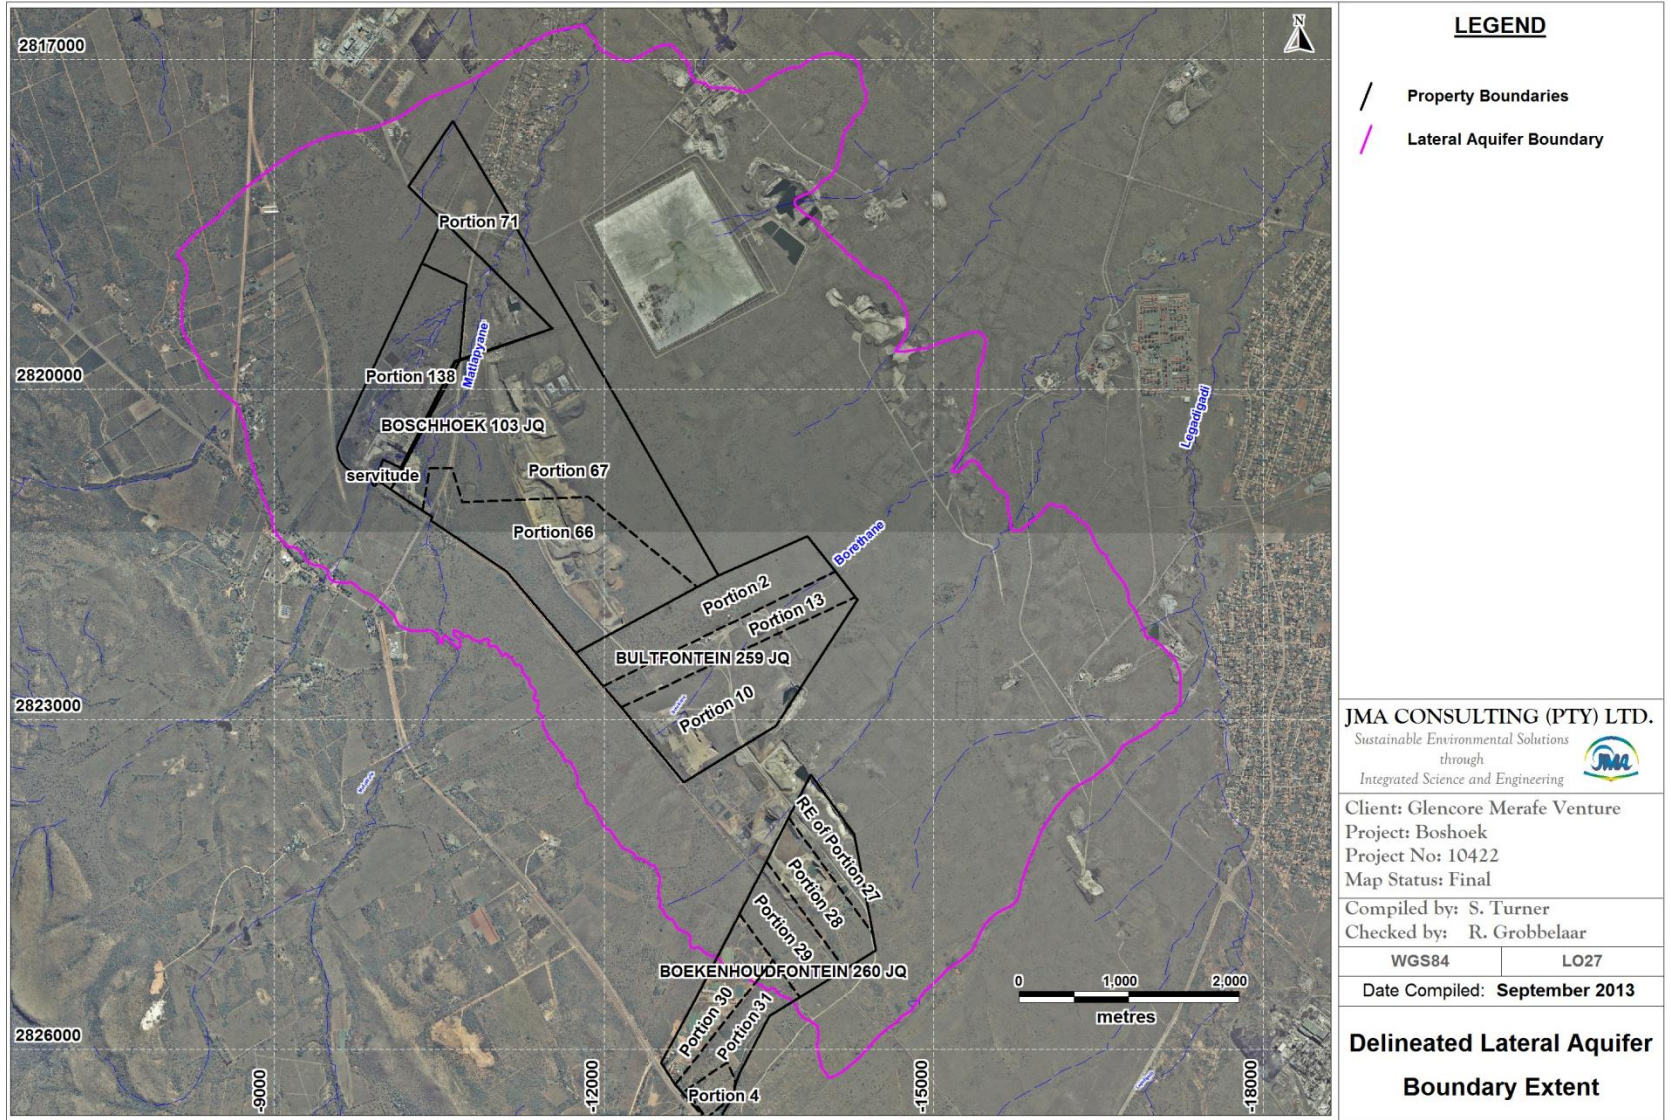 2817000
N
Portion 71
2820000
Matlapyane
Portion 138
BOSCHHOEK 103 JQ
servitude
Portion 67
Portion 66
Legadigadi
Borethane
Portion 2
Portion 13
BULTFONTEIN 259 JQ
Portion 10
2823000
RE of Portion 27
Portion 28
Portion 29
BOEKENHOUDFONTEIN 260 JQ
Portion 30
Portion 31
Portion 4
2826000
0 1,000 2,000
metres
-9000
-12000
-15000
-18000
LEGEND
Property Boundaries
Lateral Aquifer Boundary
JMA CONSULTING (PTY) LTD.
Sustainable Environmental Solutions
through
Integrated Science and Engineering
JMA
Client: Glencore Merafe Venture
Project: Boshoek
Project No: 10422
Map Status: Final
Compiled by: S. Turner
Checked by: R. Grobbelaar
WGS84 LO27
Date Compiled: September 2013
Delineated Lateral Aquifer
Boundary Extent